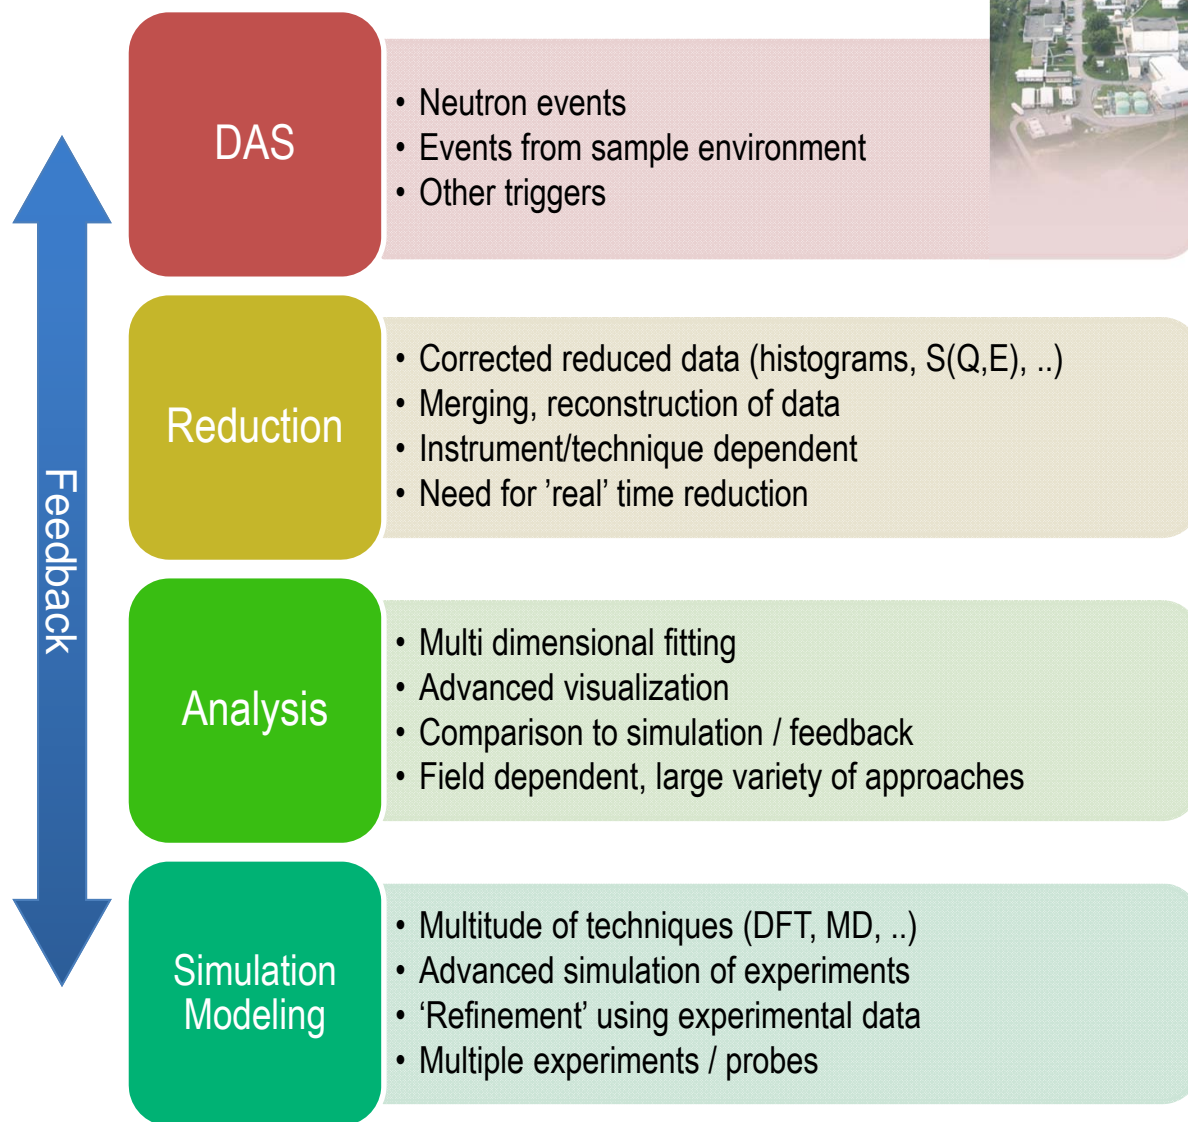 DAS
• Neutron events
• Events from sample environment
• Other triggers
Reduction
• Corrected reduced data (histograms, S(Q,E), ..)
• Merging, reconstruction of data
• Instrument/technique dependent
• Need for ’real’ time reduction
Feedback
Analysis
• Multi dimensional fitting
• Advanced visualization
• Comparison to simulation / feedback
• Field dependent, large variety of approaches
Simulation
Modeling
• Multitude of techniques (DFT, MD, ..)
• Advanced simulation of experiments
• ‘Refinement’ using experimental data
• Multiple experiments / probes